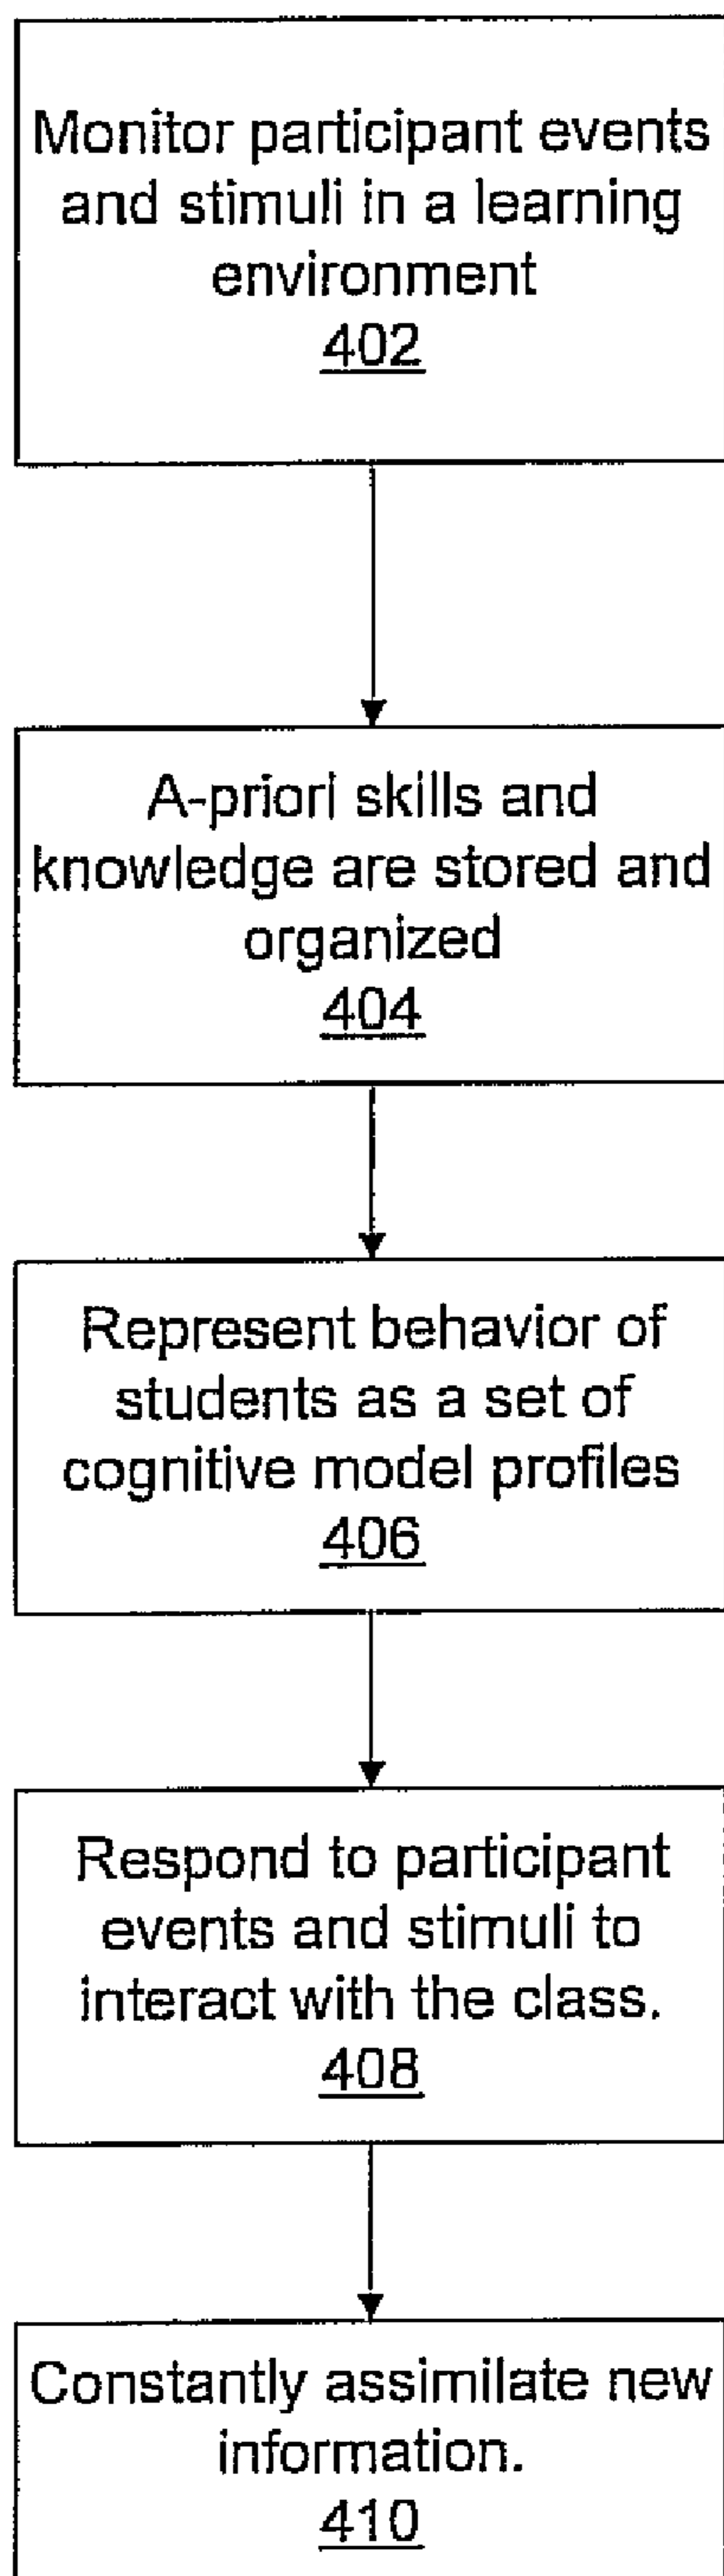 Monitor participant events
and stimuli in a learning
environment
402
A-priori skills and
knowledge are stored and
organized
404
Represent behavior of
students as a set of
cognitive model profiles
406
Respond to participant
events and stimuli to
interact with the class.
408
Constantly assimilate new
information.
410